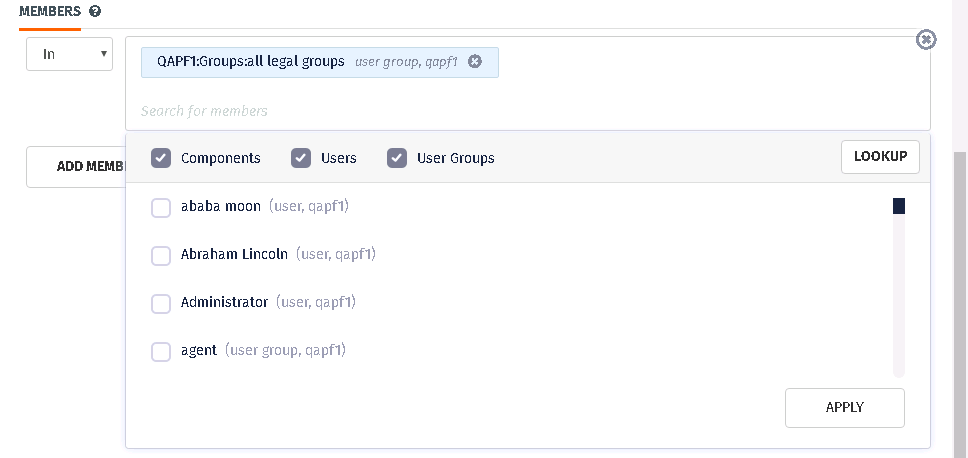 MEMBERS
In
QAPF1:Groups:all legal groups user group, qapf1
Search for members
ADD MEMB
Components Users User Groups LOOKUP
ababa moon (user, qapf1)
Abraham Lincoln (user, qapf1)
Administrator (user, qapf1)
agent (user group, qapf1)
APPLY